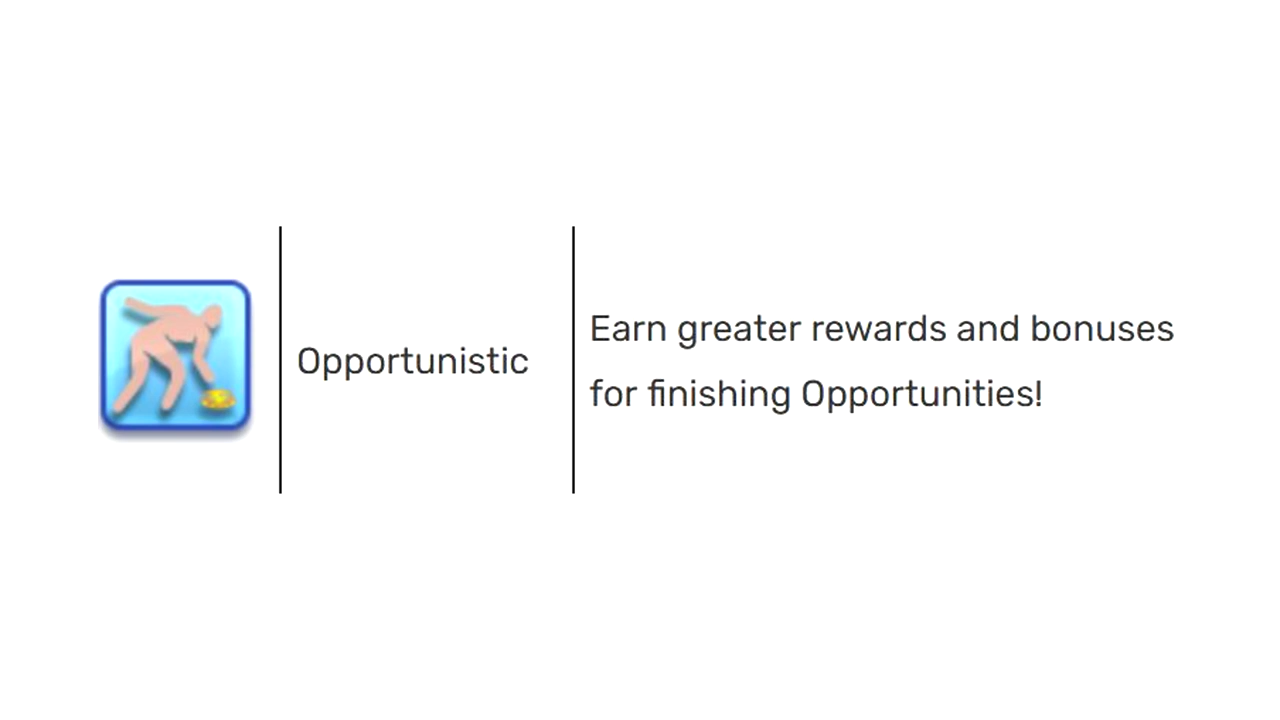 Opportunistic
Earn greater rewards and bonuses
for finishing Opportunities!